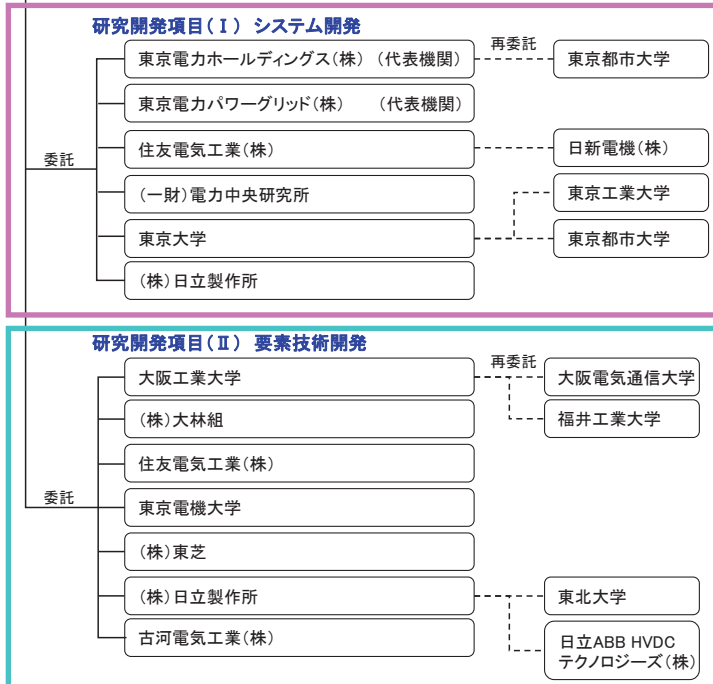 研究開発項目(Ⅰ) システム開発
東京電力ホールディングス(株) (代表機関)
再委託
東京都市大学
東京電力パワーグリッド(株) (代表機関)
住友電気工業(株)
日新電機(株)
委託
(一財)電力中央研究所
東京工業大学
東京大学
東京都市大学
(株)日立製作所
研究開発項目(Ⅱ) 要素技術開発
大阪工業大学
再委託
大阪電気通信大学
(株)大林組
福井工業大学
住友電気工業(株)
委託
東京電機大学
(株)東芝
(株)日立製作所
東北大学
古河電気工業(株)
日立ABB HVDC
テクノロジーズ(株)